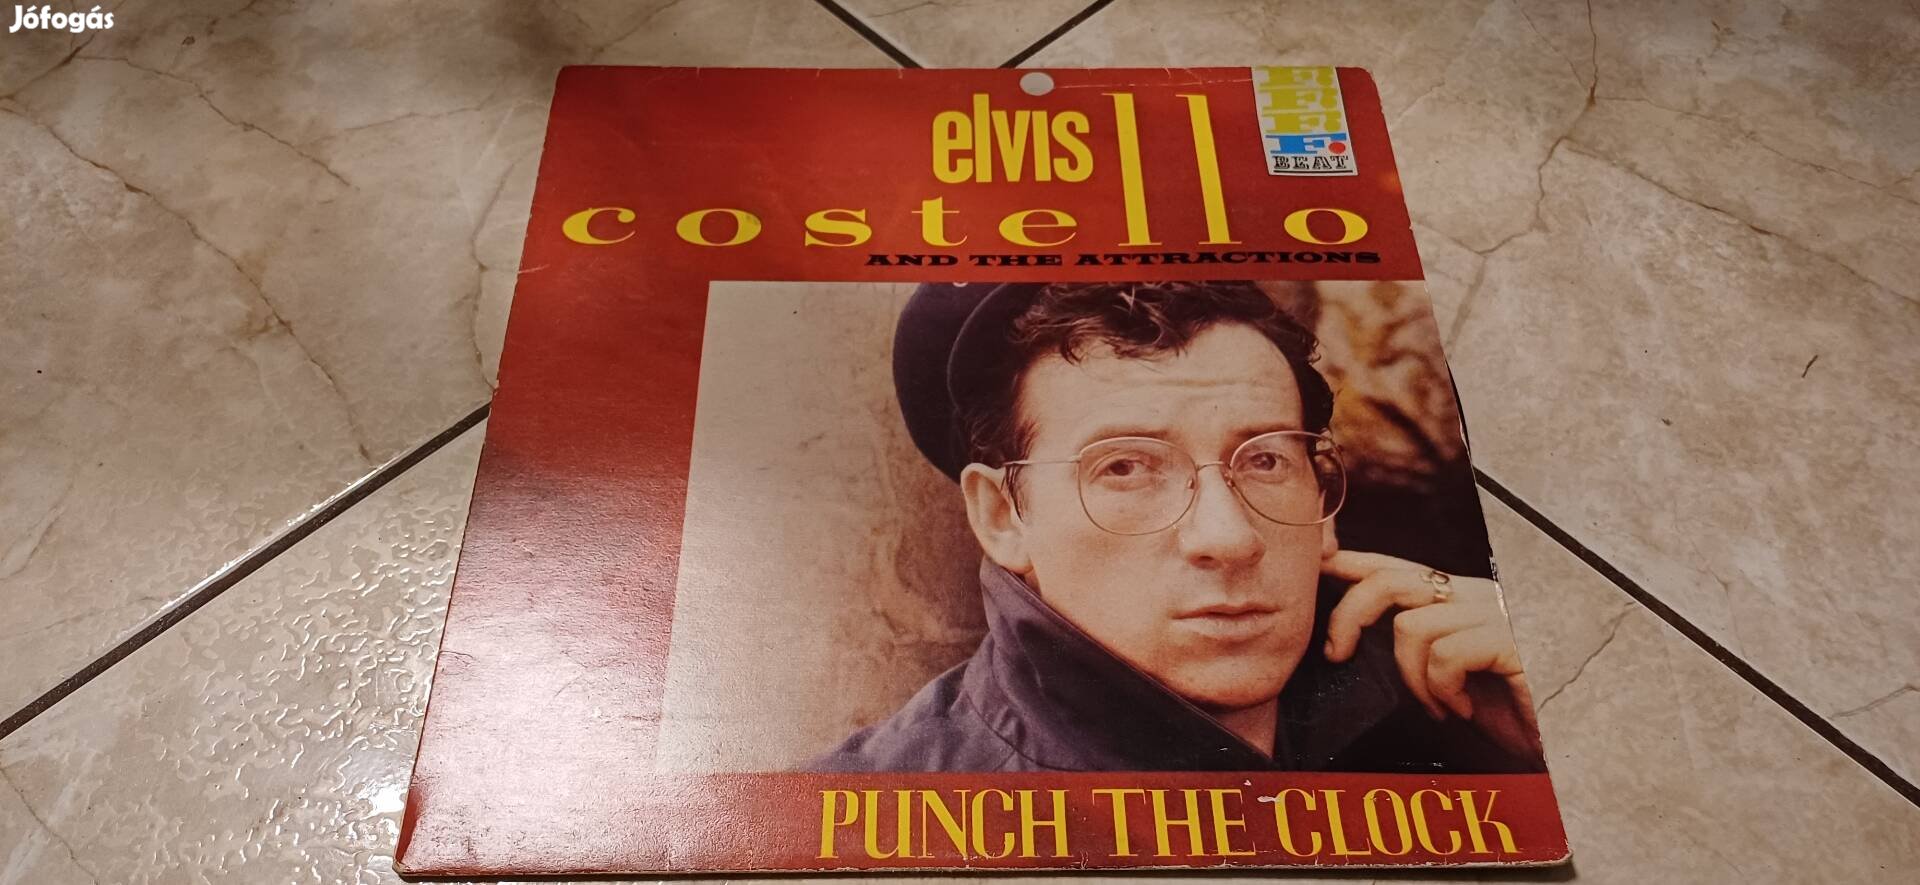 Jófogás
elvis
costello
AND THE ATTRACTIONS
F.
BEAT
PUNCH THE CLOCK